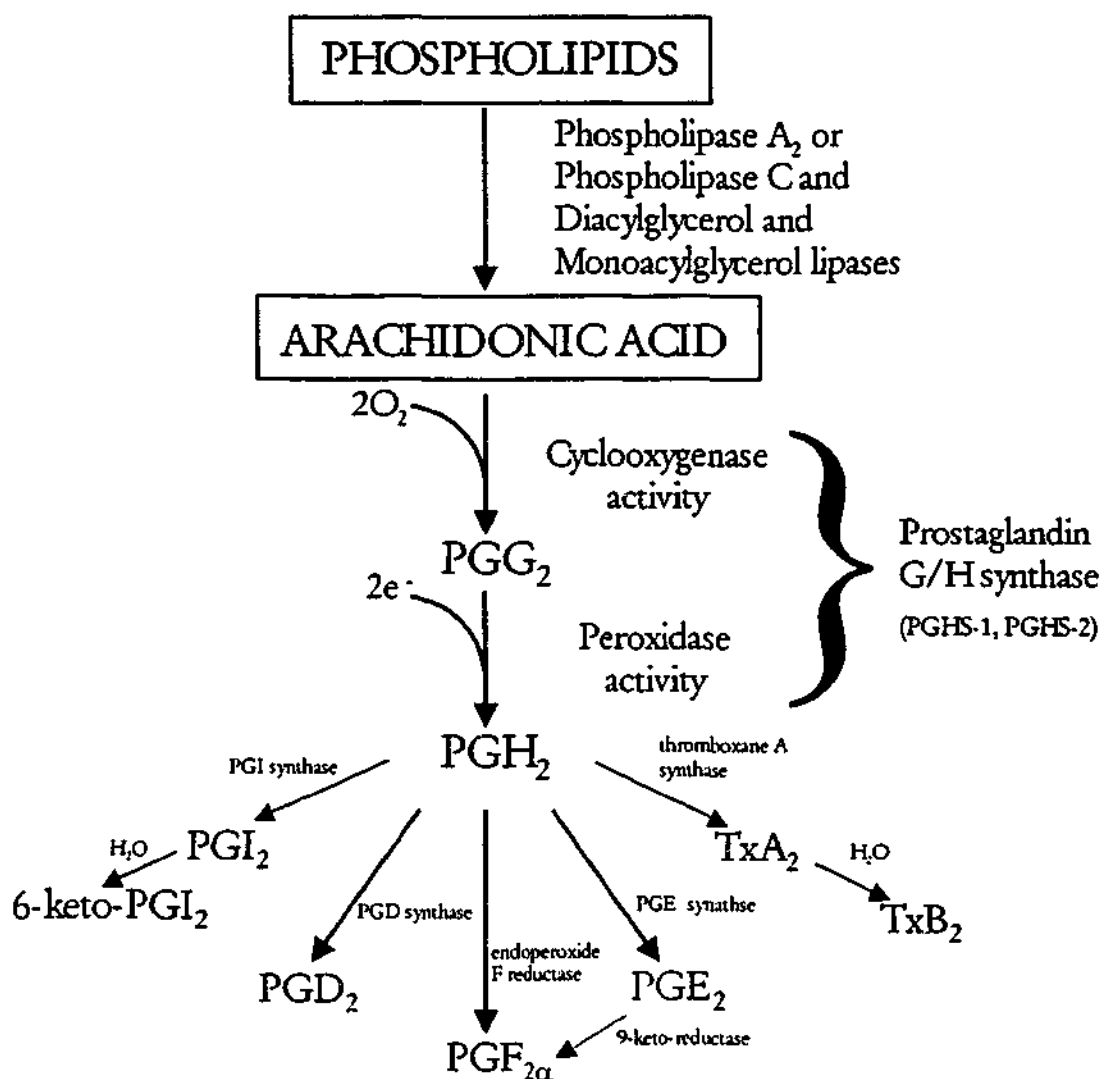 PHOSPHOLIPIDS
Phospholipase A₂ or
Phospholipase C and
Diacylglycerol and
Monoacylglycerol lipases
ARACHIDONIC ACID
2O₂
Cyclooxygenase
activity
Prostaglandin
G/H synthase
(PGHS-1, PGHS-2)
PGG₂
2e⁻
Peroxidase
activity
PGH₂
PGI synthase
thromboxane A
synthase
PGI₂
H₂O
TxA₂
H₂O
6-keto-PGI₂
TxB₂
PGD synthase
PGE synathse
endoperoxide
F reductase
PGD₂
PGE₂
9-keto-reductase
PGF₂α